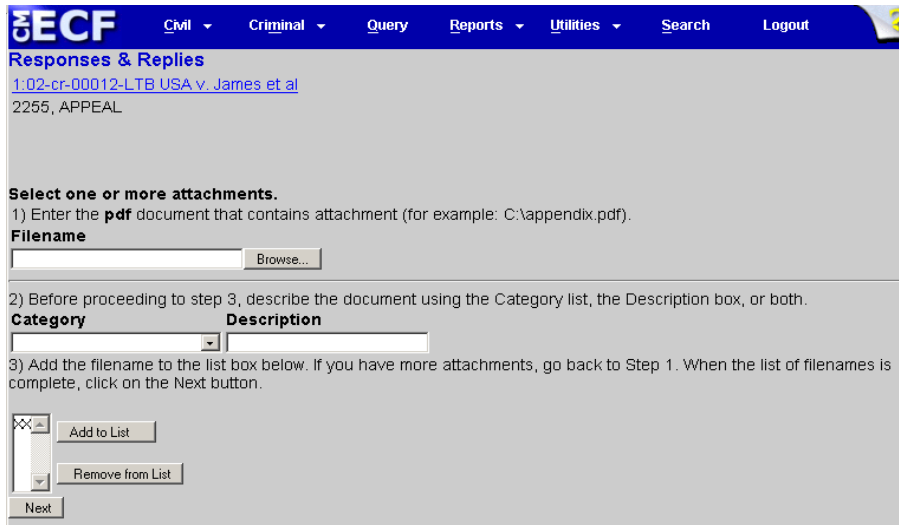 CM ECF Civil Criminal Query Reports Utilities Search Logout
Responses & Replies
1:02-cr-00012-LTB USA v. James et al
2255, APPEAL
Select one or more attachments.
1) Enter the pdf document that contains attachment (for example: C:\appendix.pdf).
Filename
Browse...
2) Before proceeding to step 3, describe the document using the Category list, the Description box, or both.
Category Description
3) Add the filename to the list box below. If you have more attachments, go back to Step 1. When the list of filenames is
complete, click on the Next button.
Add to List
Remove from List
Next